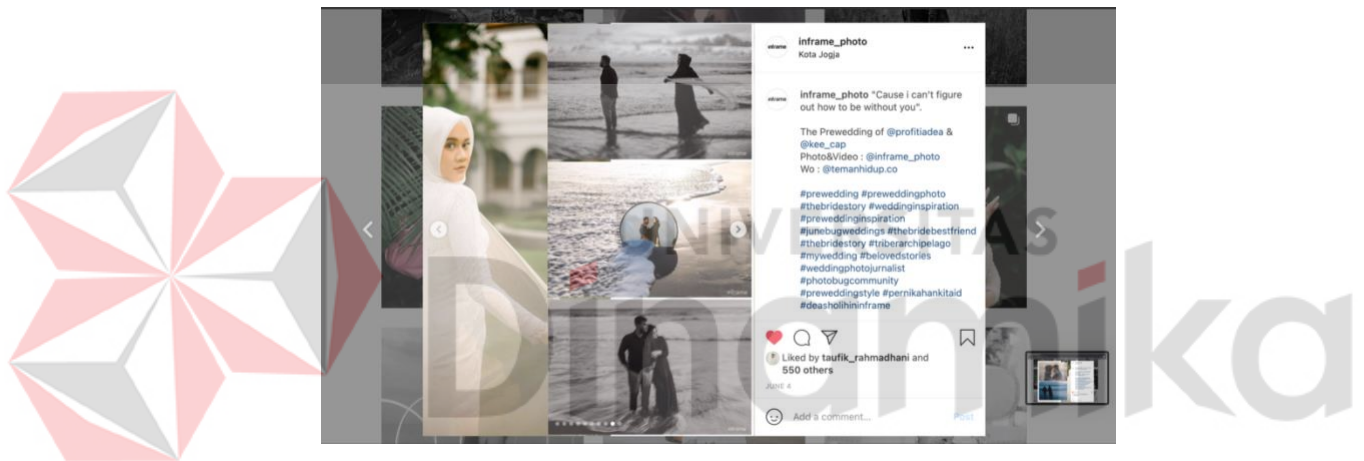 inframe_photo
Kota Jogja
inframe_photo "Cause i can't figure
out how to be without you".
The Prewedding of @profitiadea &
@kee_cap
Photo&Video : @inframe_photo
Wo : @temanhidup.co
#prewedding #preweddingphoto
#thebridestory #weddinginspiration
#preweddinginspiration
#junebugweddings #thebridebestfriend
#thebridestory #triberarchipelago
#mywedding #belovedstories
#weddingphotojournalist
#photobugcommunity
#preweddingstyle #pernikahankitaid
#deasholihininframe
Liked by taufik_rahmadhani and
550 others
JUNE 4
Add a comment...
Post
UNIVERSITAS
Dinamika